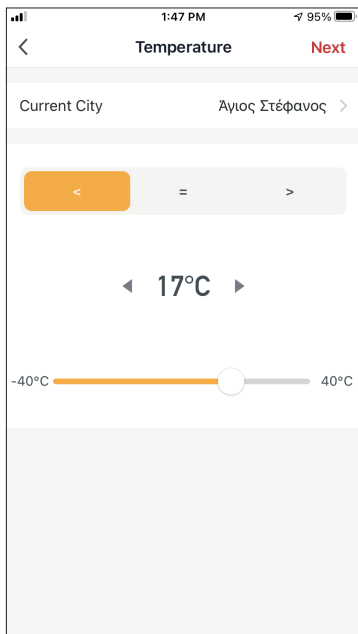 1:47 PM 95%
Temperature Next
Current City Άγιος Στέφανος >
< = >
17°C
-40°C 40°C